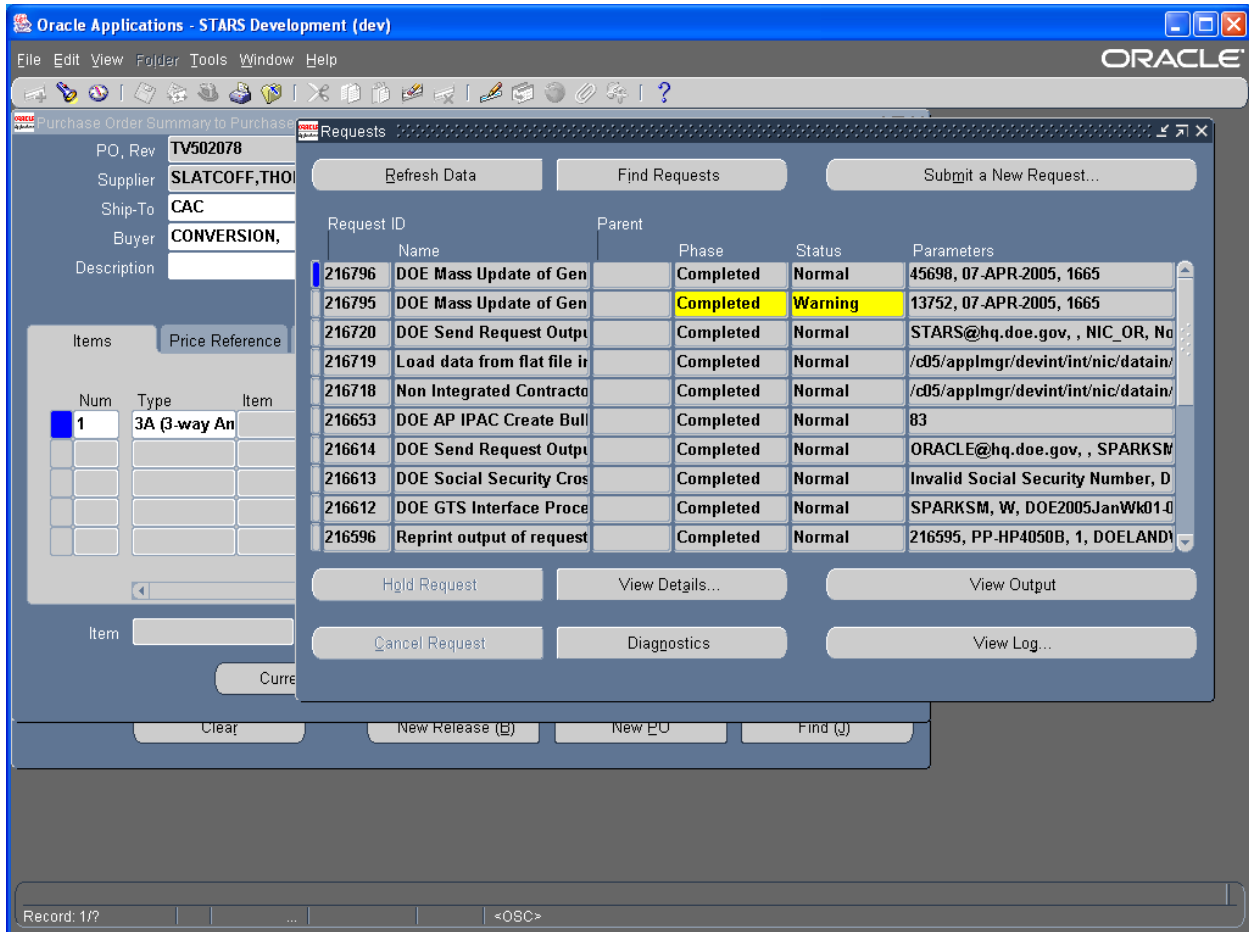 Oracle Applications - STARS Development (dev)
File Edit View Folder Tools Window Help
ORACLE
Purchase Order Summary to Purchase
PO, Rev TV502078
Supplier SLATCOFF,THO
Ship-To CAC
Buyer CONVERSION,
Description
Items Price Reference
Num Type Item
1 3A (3-way An
Item
Curre
Clear New Release (B) New PO Find (J)
Requests
Refresh Data Find Requests Submit a New Request...
Request ID Parent
Name Phase Status Parameters
216796 DOE Mass Update of Gen Completed Normal 45698, 07-APR-2005, 1665
216795 DOE Mass Update of Gen Completed Warning 13752, 07-APR-2005, 1665
216720 DOE Send Request Outpu Completed Normal STARS@hq.doe.gov, , NIC_OR, No
216719 Load data from flat file in Completed Normal /c05/applmgr/devint/int/nic/datain/
216718 Non Integrated Contracto Completed Normal /c05/applmgr/devint/int/nic/datain/
216653 DOE AP IPAC Create Bull Completed Normal 83
216614 DOE Send Request Outpu Completed Normal ORACLE@hq.doe.gov, , SPARKSM
216613 DOE Social Security Cros Completed Normal Invalid Social Security Number, D
216612 DOE GTS Interface Proce Completed Normal SPARKSM, W, DOE2005JanWk01-0
216596 Reprint output of request Completed Normal 216595, PP-HP4050B, 1, DOELAND
Hold Request View Details... View Output
Cancel Request Diagnostics View Log...
Record: 1/? ... <OSC>